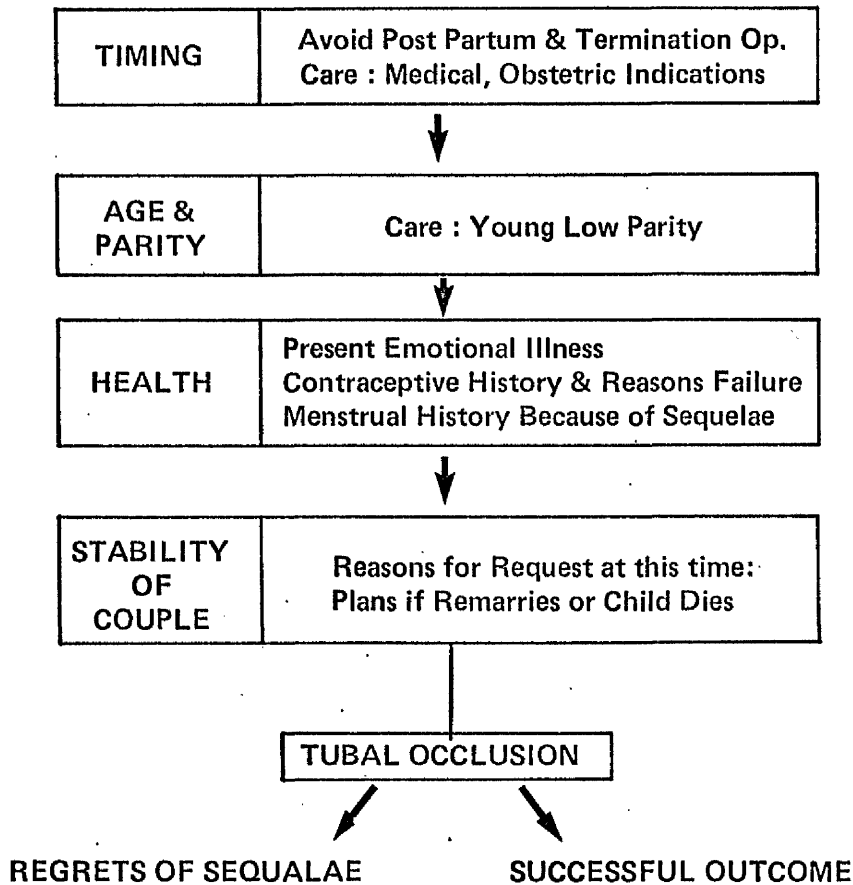 TIMING
Avoid Post Partum & Termination Op.
Care : Medical, Obstetric Indications
AGE &
PARITY
Care : Young Low Parity
HEALTH
Present Emotional Illness
Contraceptive History & Reasons Failure
Menstrual History Because of Sequelae
STABILITY
OF
COUPLE
Reasons for Request at this time:
Plans if Remarries or Child Dies
TUBAL OCCLUSION
REGRETS OF SEQUALAE
SUCCESSFUL OUTCOME